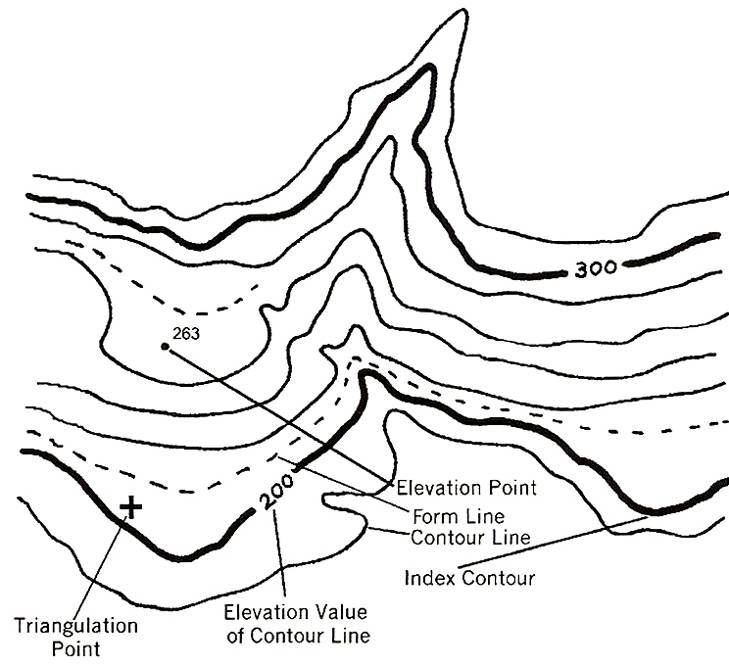 300
263
200
Elevation Point
Form Line
Contour Line
Index Contour
Elevation Value
of Contour Line
Triangulation
Point